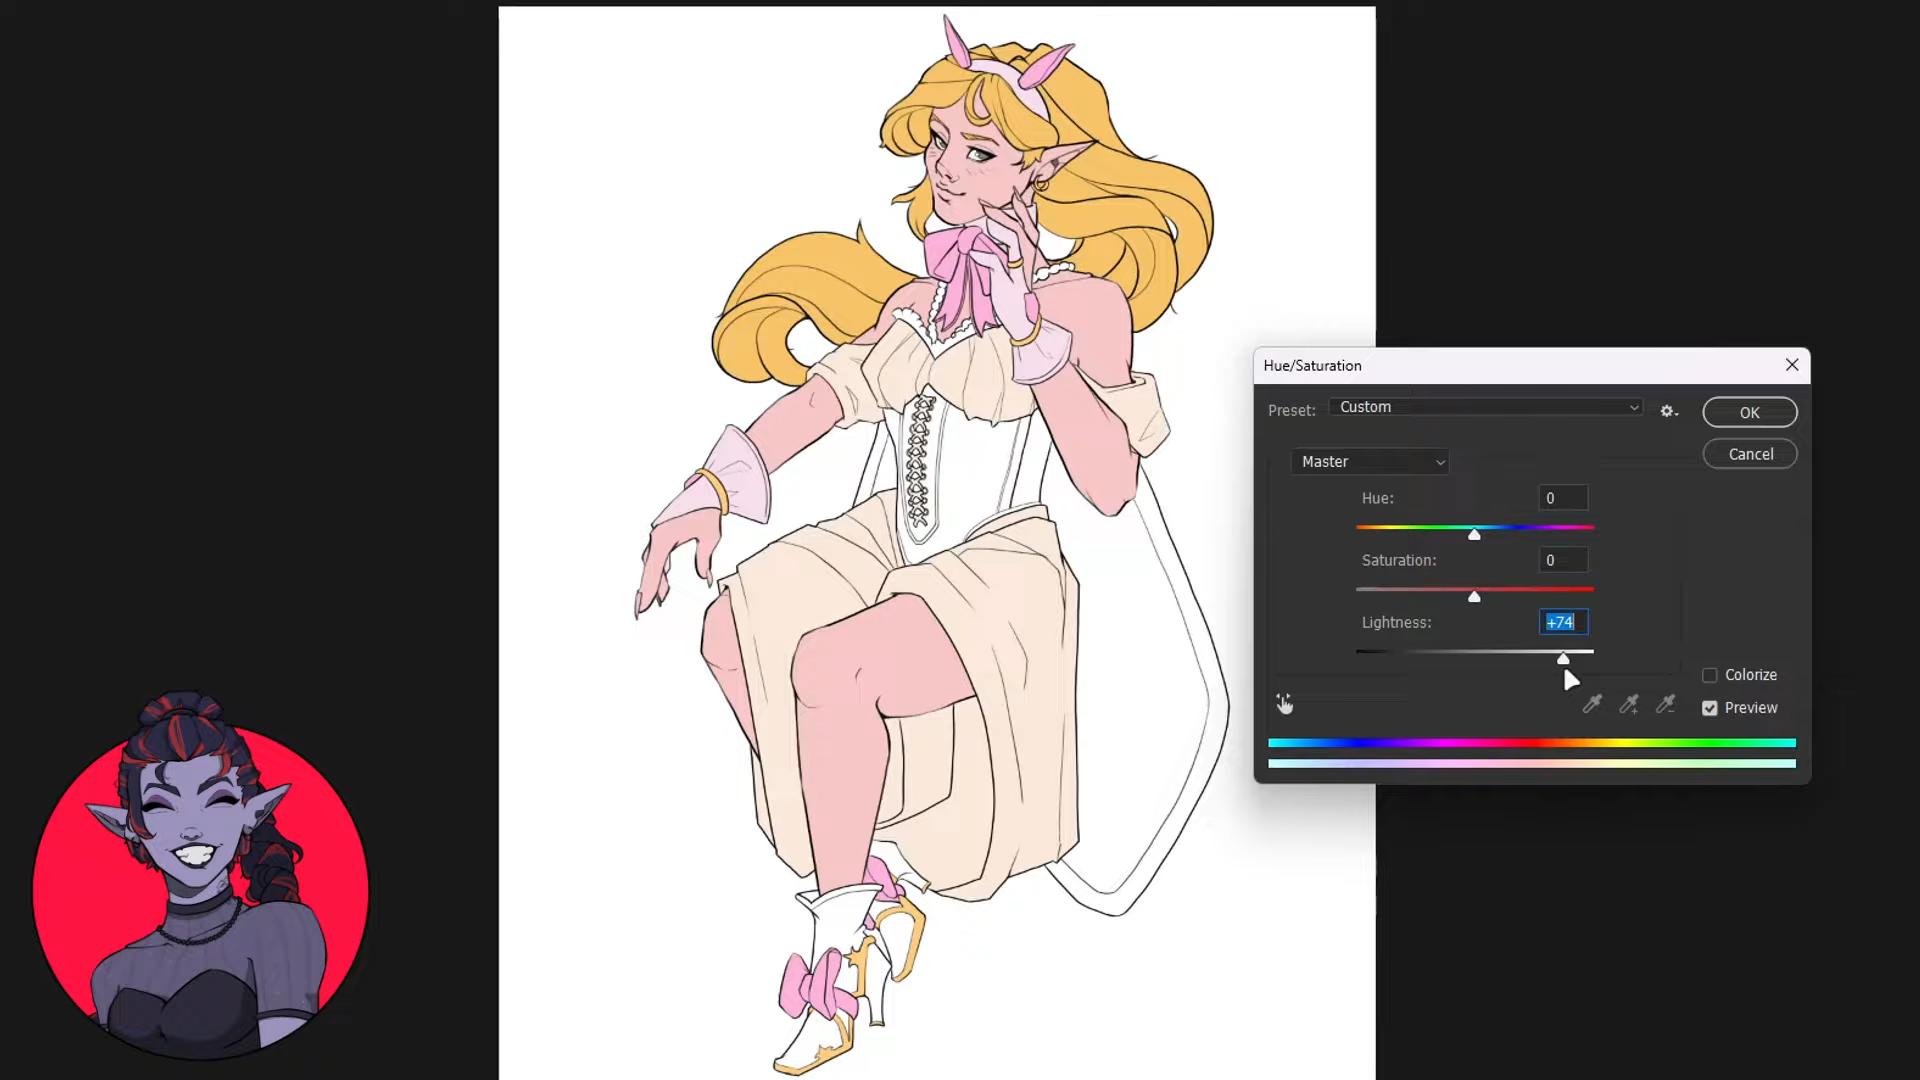 Hue/Saturation
Preset: Custom
OK
Master
Cancel
Hue: 0
Saturation: 0
Lightness: +74
Colorize
Preview